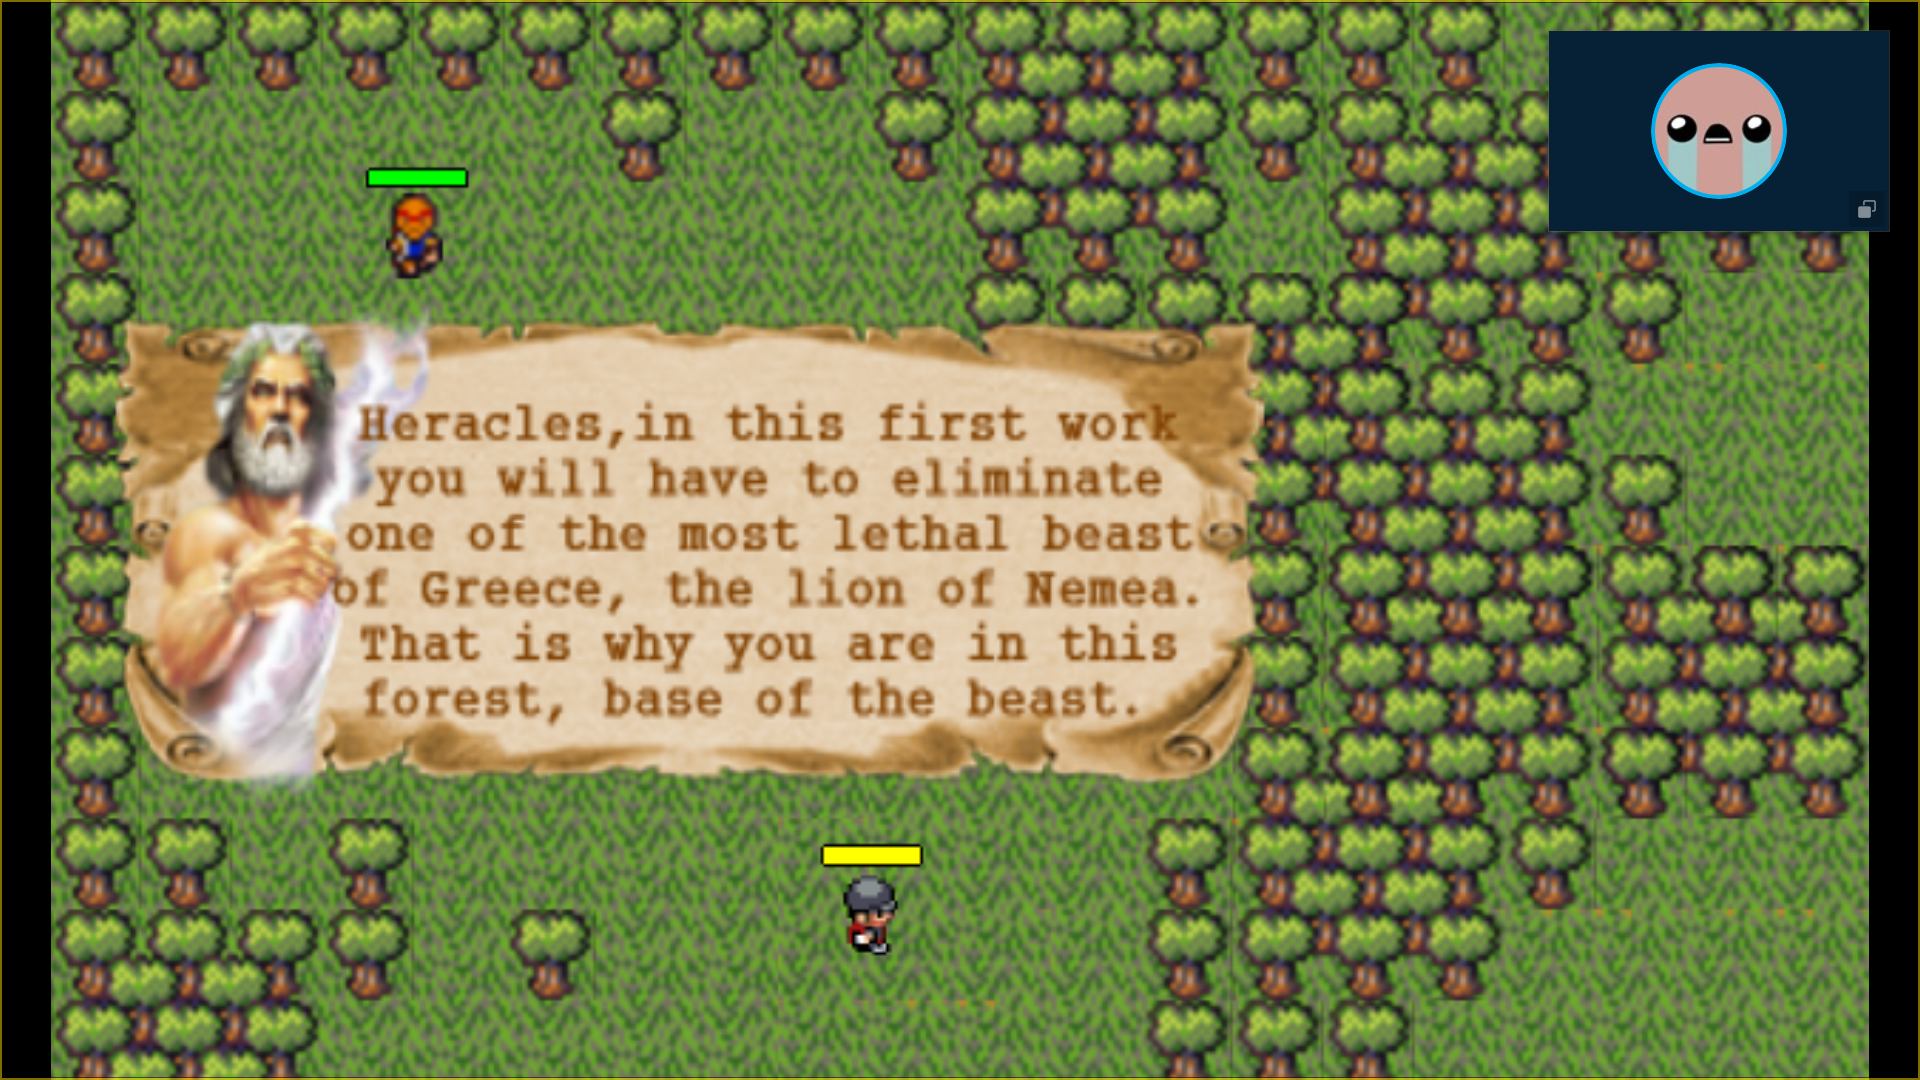 Heracles,in this first work
you will have to eliminate
one of the most lethal beast
of Greece, the lion of Nemea.
That is why you are in this
forest, base of the beast.